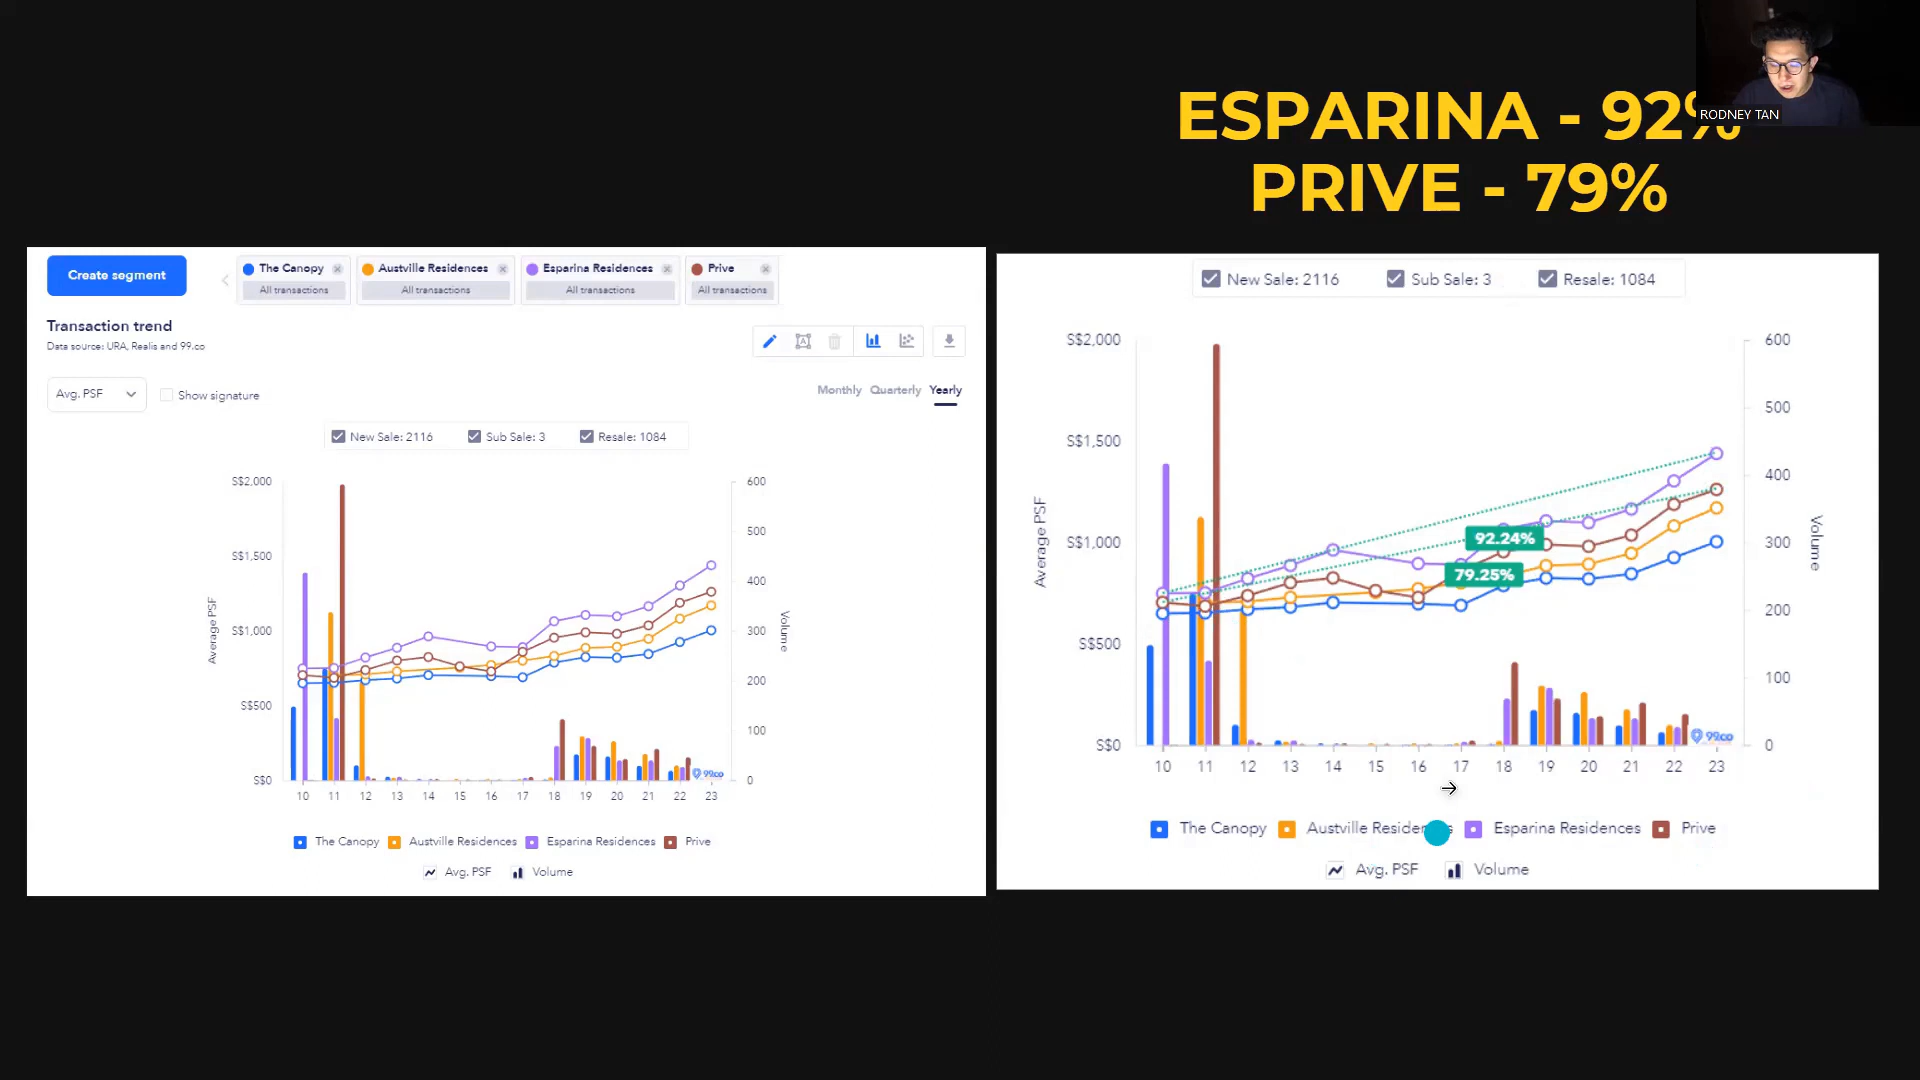 ESPARINA - 92%
PRIVE - 79%
RODNEY TAN
Create segment
The Canopy
All transactions
Austville Residences
All transactions
Esparina Residences
All transactions
Prive
All transactions
Transaction trend
Data source: URA, Realis and 99.co
Avg. PSF
Show signature
Monthly Quarterly Yearly
New Sale: 2116 Sub Sale: 3 Resale: 1084
S$2,000
S$1,500
S$1,000
S$500
S$0
Average PSF
600
500
400
300
200
100
0
Volume
99.co
10 11 12 13 14 15 16 17 18 19 20 21 22 23
The Canopy Austville Residences Esparina Residences Prive
Avg. PSF Volume
New Sale: 2116 Sub Sale: 3 Resale: 1084
S$2,000
S$1,500
S$1,000
S$500
S$0
Average PSF
92.24%
79.25%
600
500
400
300
200
100
0
Volume
99.co
10 11 12 13 14 15 16 17 18 19 20 21 22 23
The Canopy Austville Residences Esparina Residences Prive
Avg. PSF Volume